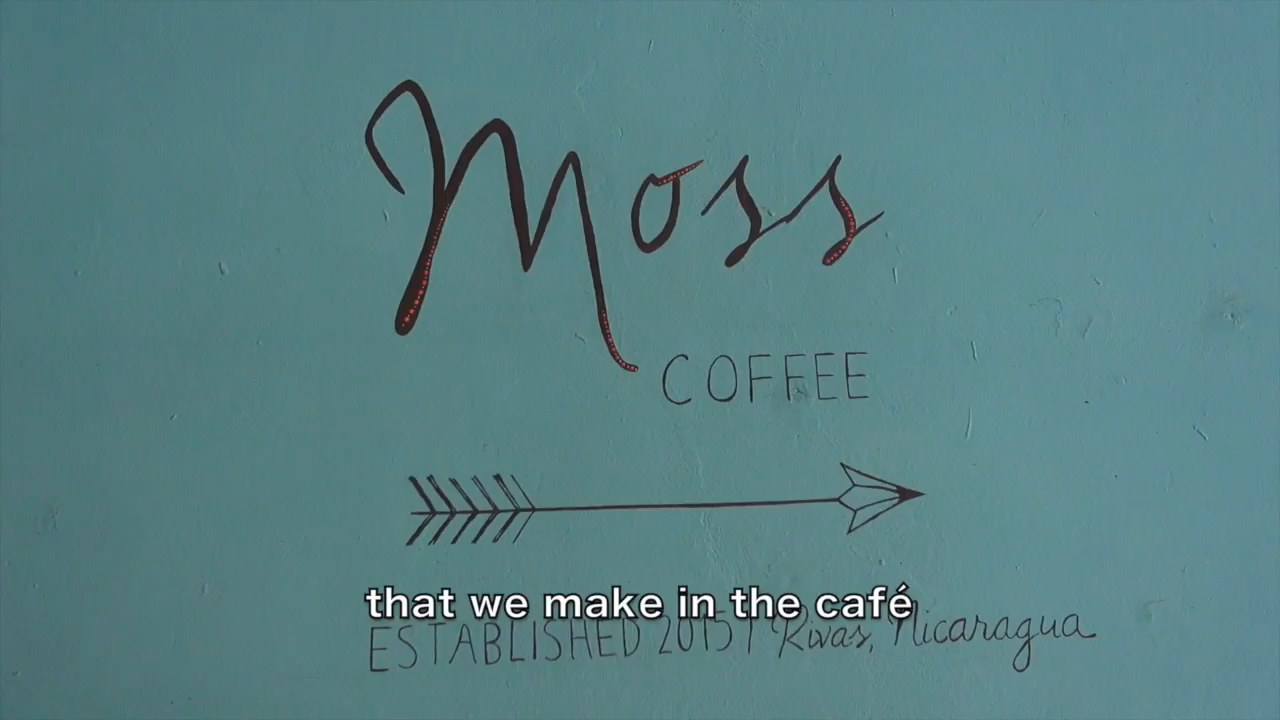 Moss
COFFEE
that we make in the café
ESTABLISHED 2015 | Rivas, Nicaragua